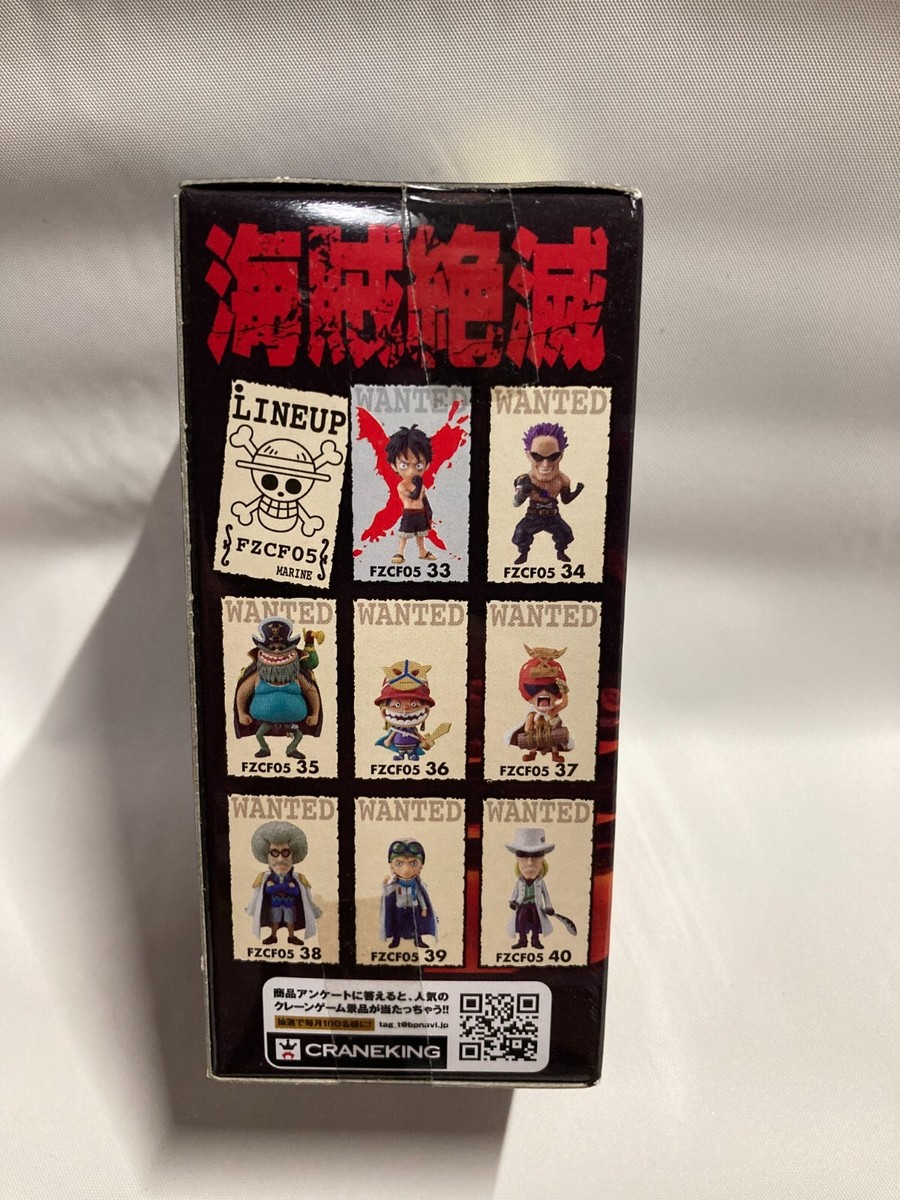 海賊絶滅
LINEUP
FZCF05
MARINE
WANTED
FZCF05 33
WANTED
FZCF05 34
WANTED
FZCF05 35
WANTED
FZCF05 36
WANTED
FZCF05 37
WANTED
FZCF05 38
WANTED
FZCF05 39
WANTED
FZCF05 40
商品アンケートに答えると、人気の
クレーンゲーム景品が当たっちゃう!!
抽選で毎月100名様に! tag_t@bpnavi.jp
CRANEKING